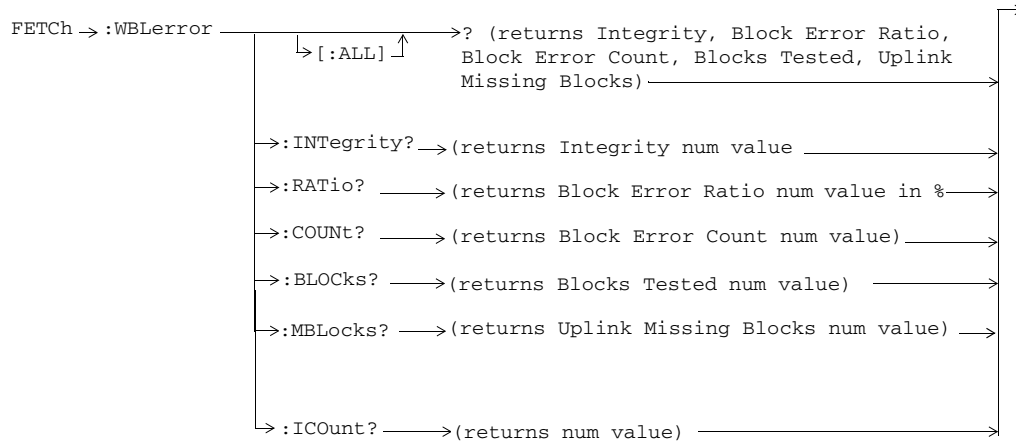 FETCh :WBLerror ? (returns Integrity, Block Error Ratio,
[:ALL] Block Error Count, Blocks Tested, Uplink
Missing Blocks)
:INTegrity? (returns Integrity num value
:RATio? (returns Block Error Ratio num value in %
:COUNt? (returns Block Error Count num value)
:BLOCks? (returns Blocks Tested num value)
:MBLocks? (returns Uplink Missing Blocks num value)
:ICOunt? (returns num value)